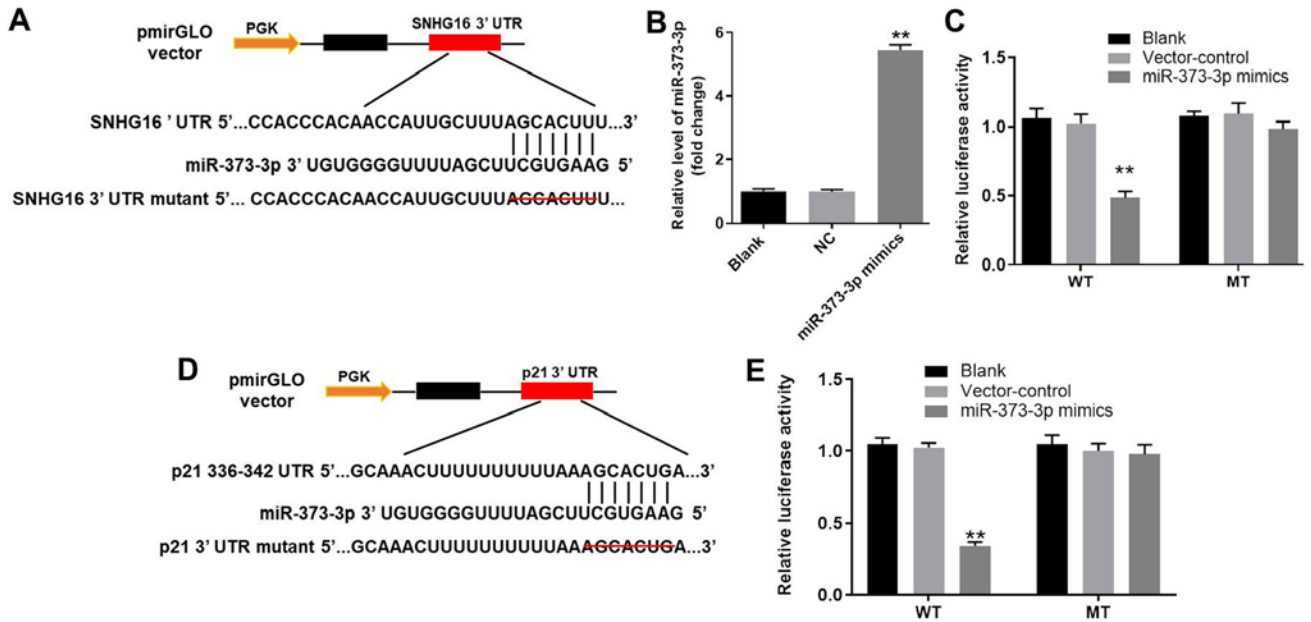 A
pmirGLO
vector
PGK
SNHG16 3' UTR
SNHG16 ' UTR 5'...CCACCCACAACCAUUGCUUUAGCACUUU...3'
miR-373-3p 3' UGUGGGGUUUUAGCUUCGUGAAG 5'
SNHG16 3' UTR mutant 5'... CCACCCACAACCAUUGCUUUAGCACUUU...
B
Relative level of miR-373-3p
(fold change)
6
4
2
0
**
Blank
NC
miR-373-3p mimics
C
Relative luciferase activity
1.5
1.0
0.5
0.0
Blank
Vector-control
miR-373-3p mimics
**
WT
MT
D
pmirGLO
vector
PGK
p21 3' UTR
p21 336-342 UTR 5'...GCAAACUUUUUUUUUUAAAGCACUGA...3'
miR-373-3p 3' UGUGGGGUUUUAGCUUCGUGAAG 5'
p21 3' UTR mutant 5'...GCAAACUUUUUUUUUUAAAGCACUGA...3'
E
Relative luciferase activity
1.5
1.0
0.5
0.0
Blank
Vector-control
miR-373-3p mimics
**
WT
MT